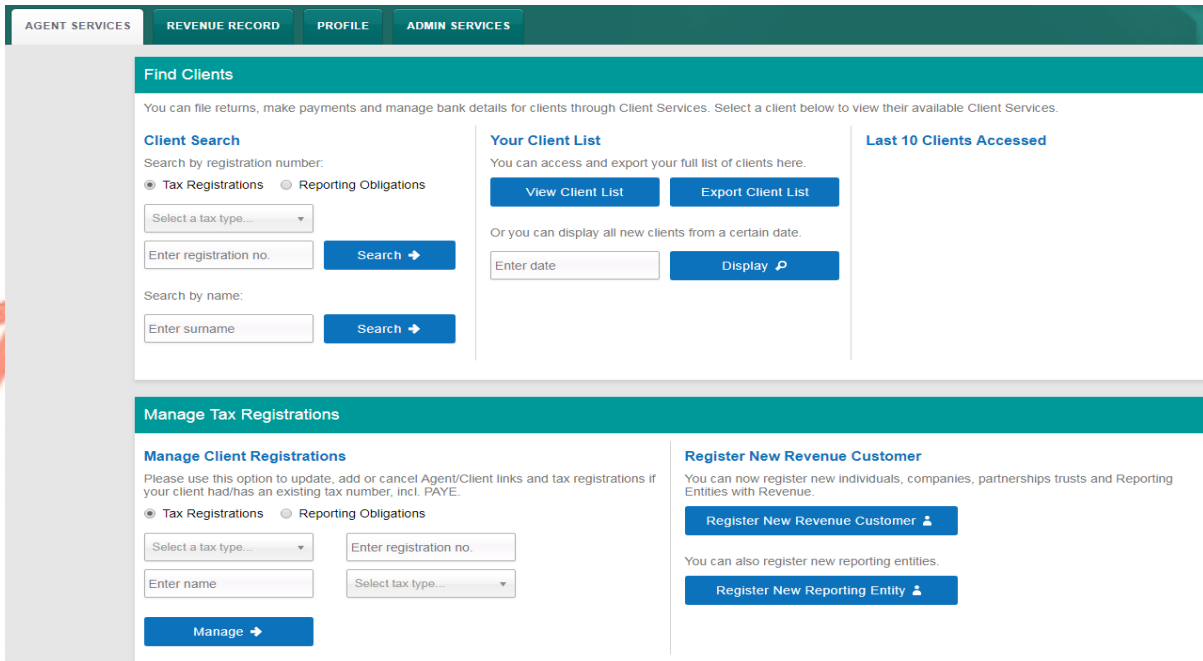 AGENT SERVICES
REVENUE RECORD
PROFILE
ADMIN SERVICES
Find Clients
You can file returns, make payments and manage bank details for clients through Client Services. Select a client below to view their available Client Services.
Client Search
Search by registration number:
Tax Registrations
Reporting Obligations
Select a tax type...
Enter registration no.
Search
Search by name:
Enter surname
Search
Your Client List
You can access and export your full list of clients here.
View Client List
Export Client List
Or you can display all new clients from a certain date.
Enter date
Display
Last 10 Clients Accessed
Manage Tax Registrations
Manage Client Registrations
Please use this option to update, add or cancel Agent/Client links and tax registrations if
your client had/has an existing tax number, incl. PAYE.
Tax Registrations
Reporting Obligations
Select a tax type...
Enter registration no.
Enter name
Select tax type...
Manage
Register New Revenue Customer
You can now register new individuals, companies, partnerships trusts and Reporting
Entities with Revenue.
Register New Revenue Customer
You can also register new reporting entities.
Register New Reporting Entity